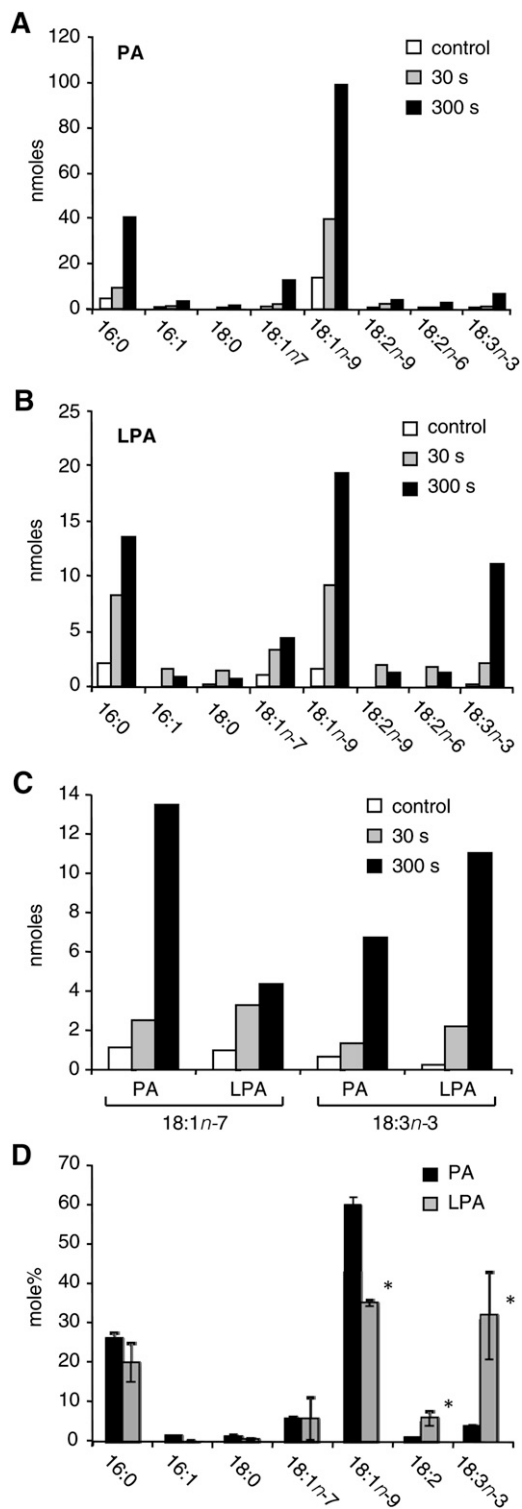 A
PA
control
30 s
300 s
nmoles
120
100
80
60
40
20
0
16:0
16:1
18:0
18:1n7
18:1n-9
18:2n-9
18:2n-6
18:3n-3
B
LPA
control
30 s
300 s
nmoles
25
20
15
10
5
0
16:0
16:1
18:0
18:1n-7
18:1n-9
18:2n-9
18:2n-6
18:3n-3
C
control
30 s
300 s
nmoles
14
12
10
8
6
4
2
0
PA LPA PA LPA
18:1n-7 18:3n-3
D
PA
LPA
mole%
70
60
50
40
30
20
10
0
*
*
*
16:0
16:1
18:0
18:1n-7
18:1n-9
18:2
18:3n-3